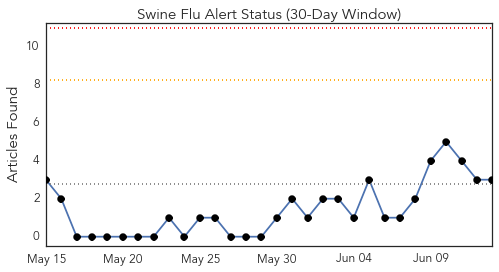 Swine Flu Alert Status (30-Day Window)
Articles Found
10
8
6
4
2
0
May 15
May 20
May 25
May 30
Jun 04
Jun 09